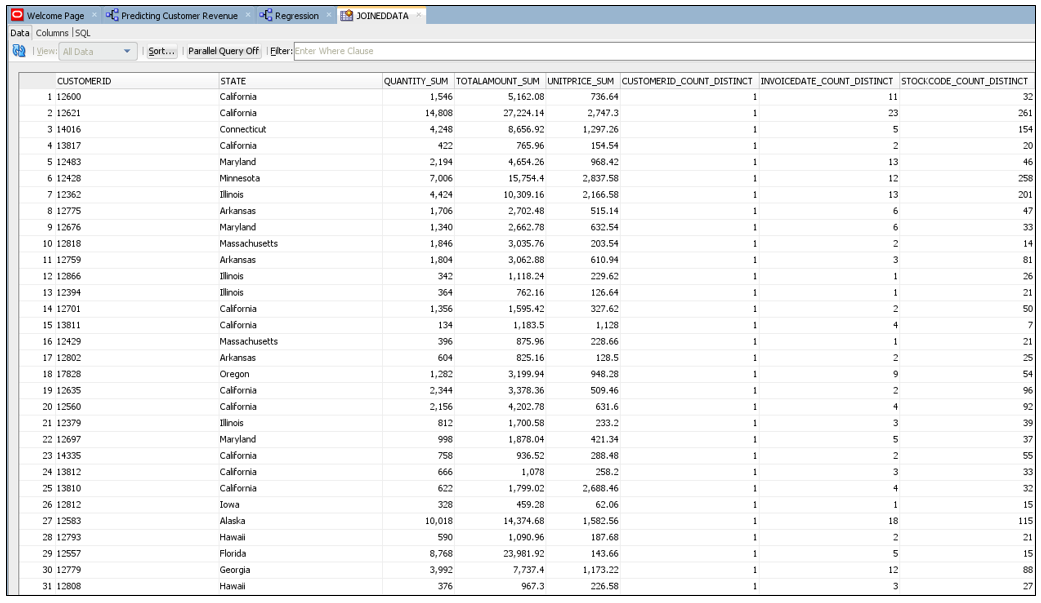 Welcome Page × Predicting Customer Revenue × Regression × JOINEDDATA ×
Data Columns SQL
View: All Data Sort... Parallel Query Off Filter: Enter Where Clause
CUSTOMERID STATE QUANTITY_SUM TOTALAMOUNT_SUM UNITPRICE_SUM CUSTOMERID_COUNT_DISTINCT INVOICEDATE_COUNT_DISTINCT STOCKCODE_COUNT_DISTINCT
1 12600 California 1,546 5,162.08 736.64 1 11 32
2 12621 California 14,808 27,224.14 2,747.3 1 23 261
3 14016 Connecticut 4,248 8,656.92 1,297.26 1 5 154
4 13817 California 422 765.96 154.54 1 2 20
5 12483 Maryland 2,194 4,654.26 968.42 1 13 46
6 12428 Minnesota 7,006 15,754.4 2,837.58 1 12 258
7 12362 Illinois 4,424 10,309.16 2,166.58 1 13 201
8 12775 Arkansas 1,706 2,702.48 515.14 1 6 47
9 12676 Maryland 1,340 2,662.78 632.54 1 6 33
10 12818 Massachusetts 1,846 3,035.76 203.54 1 2 14
11 12759 Arkansas 1,804 3,062.88 610.94 1 3 81
12 12866 Illinois 342 1,118.24 229.62 1 1 26
13 12394 Illinois 364 762.16 126.64 1 1 21
14 12701 California 1,356 1,595.42 327.62 1 2 50
15 13811 California 134 1,183.5 1,128 1 4 7
16 12429 Massachusetts 396 875.96 228.66 1 1 21
17 12802 Arkansas 604 825.16 128.5 1 2 25
18 17828 Oregon 1,282 3,199.94 948.28 1 9 54
19 12635 California 2,344 3,378.36 509.46 1 2 96
20 12560 California 2,156 4,202.78 631.6 1 4 92
21 12379 Illinois 812 1,700.58 233.2 1 3 39
22 12697 Maryland 998 1,878.04 421.34 1 5 37
23 14335 California 758 936.52 288.48 1 2 55
24 13812 California 666 1,078 258.2 1 3 33
25 13810 California 622 1,799.02 2,688.46 1 4 32
26 12812 Iowa 328 459.28 62.06 1 1 15
27 12583 Alaska 10,018 14,374.68 1,582.56 1 18 115
28 12793 Hawaii 590 1,090.96 187.68 1 2 21
29 12557 Florida 8,768 23,981.92 143.66 1 5 15
30 12779 Georgia 3,992 7,737.4 1,173.22 1 12 88
31 12808 Hawaii 376 967.3 226.58 1 3 27